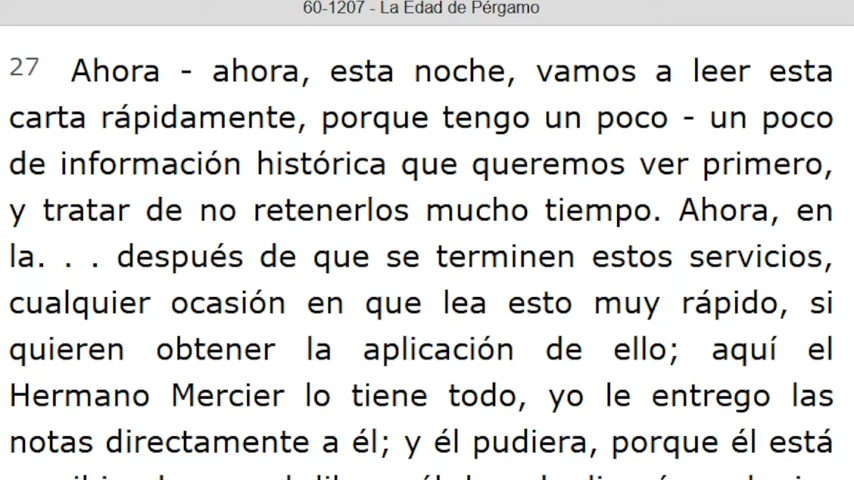 60-1207 - La Edad de Pérgamo
27 Ahora - ahora, esta noche, vamos a leer esta
carta rápidamente, porque tengo un poco - un poco
de información histórica que queremos ver primero,
y tratar de no retenerlos mucho tiempo. Ahora, en
la. . . después de que se terminen estos servicios,
cualquier ocasión en que lea esto muy rápido, si
quieren obtener la aplicación de ello; aquí el
Hermano Mercier lo tiene todo, yo le entrego las
notas directamente a él; y él pudiera, porque él está